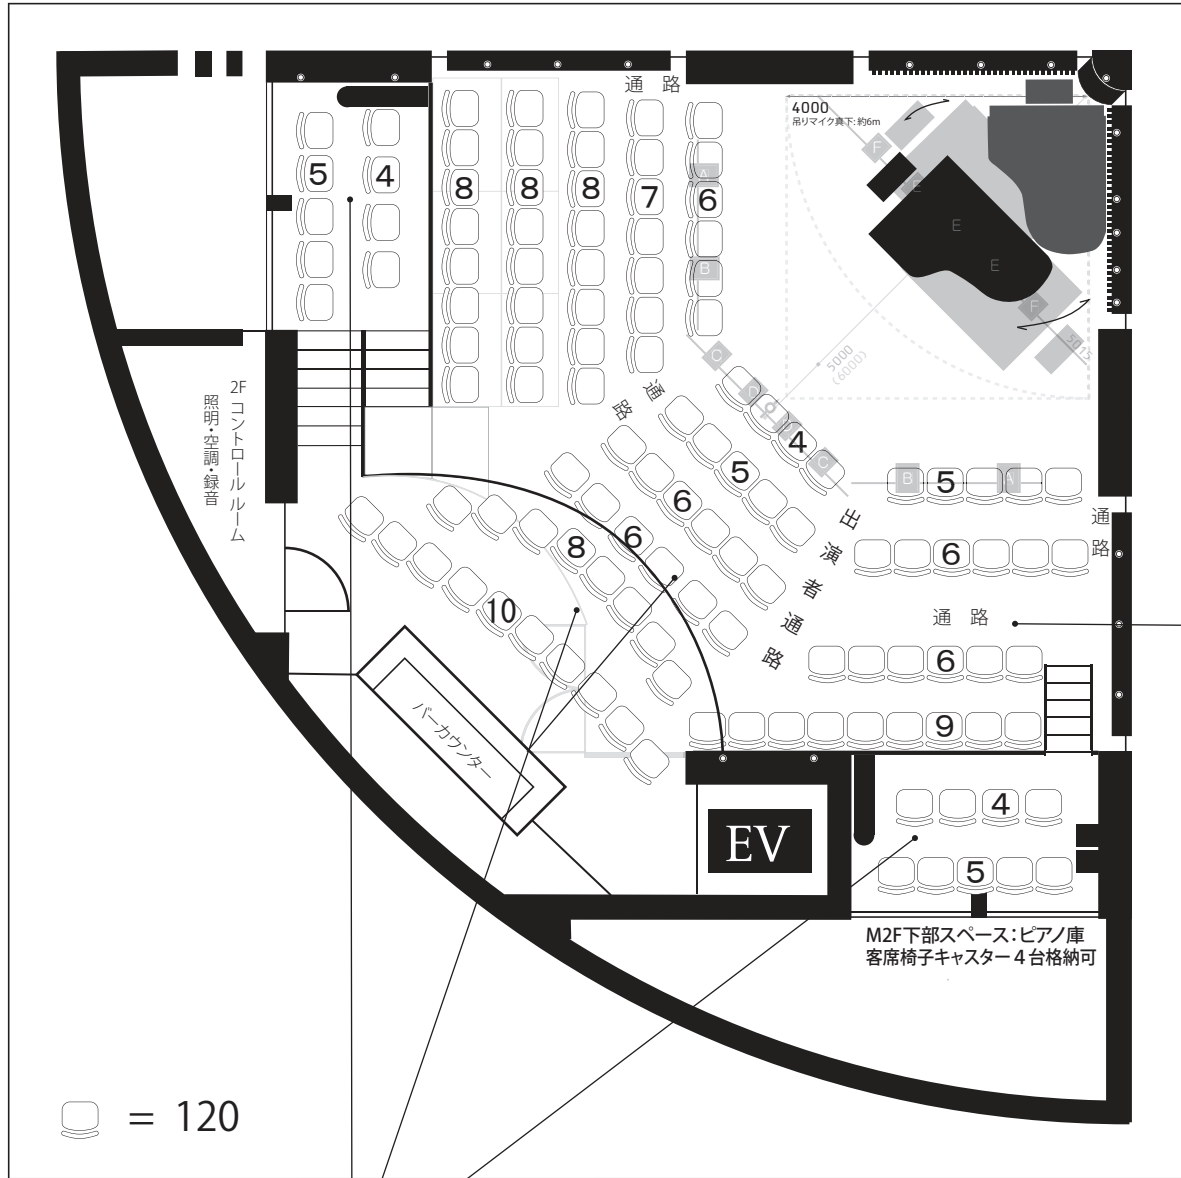 通 路
4000
吊りマイク真下: 約6m
F
E
5
4
8
8
8
7
A
6
B
E
E
F
5015
5000
(6000)
C
D
D
C
4
通路
5
6
6
8
10
2F コントロール ルーム
照明・空調・録音
B
5
A
通路
6
出演者通路
通 路
6
9
バーカウンター
EV
4
5
M2F下部スペース：ピアノ庫
客席椅子キャスター４台格納可
= 120